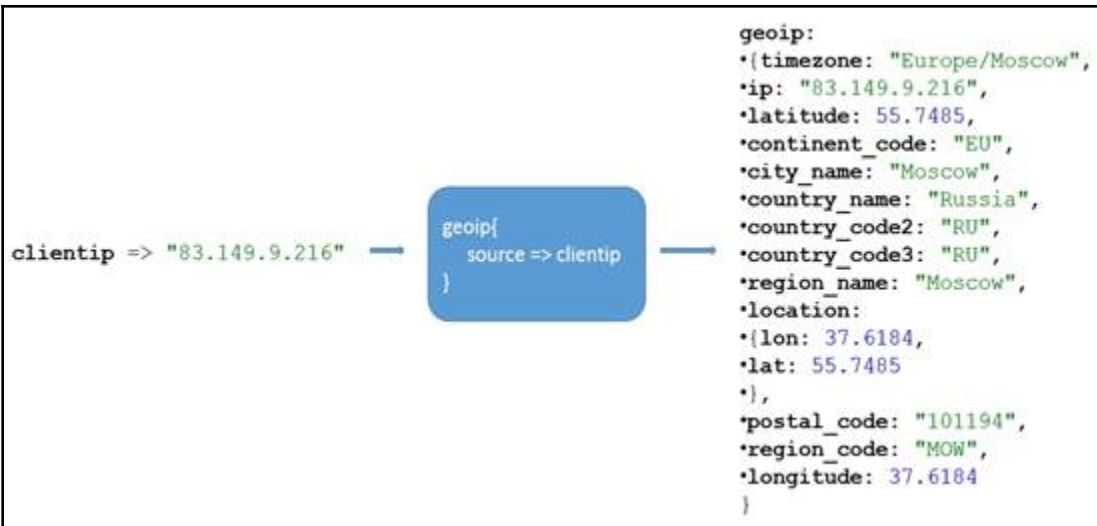 clientip => "83.149.9.216"
geoip{
source => clientip
}
geoip:
•{timezone: "Europe/Moscow",
•ip: "83.149.9.216",
•latitude: 55.7485,
•continent_code: "EU",
•city_name: "Moscow",
•country_name: "Russia",
•country_code2: "RU",
•country_code3: "RU",
•region_name: "Moscow",
•location:
•{lon: 37.6184,
•lat: 55.7485
•},
•postal_code: "101194",
•region_code: "MOW",
•longitude: 37.6184
}